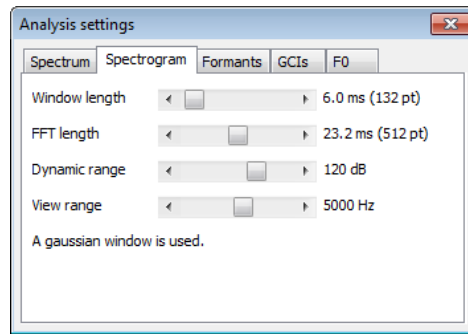 Analysis settings
Spectrum Spectrogram Formants GCIs F0
Window length 6.0 ms (132 pt)
FFT length 23.2 ms (512 pt)
Dynamic range 120 dB
View range 5000 Hz
A gaussian window is used.